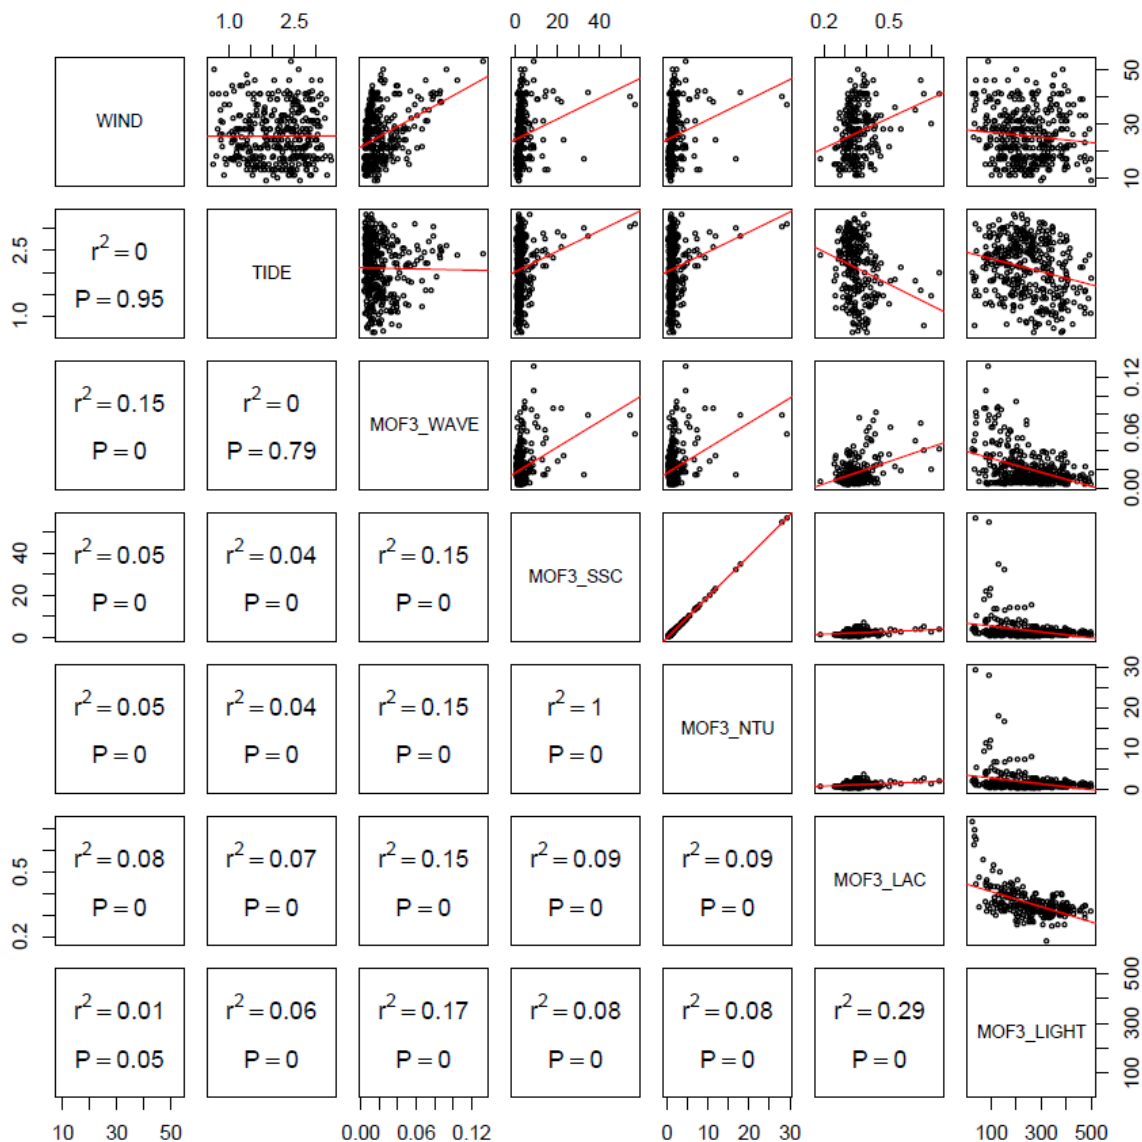 1.0 2.5 0 20 40 0.2 0.5
WIND
10 30 50
1.0 2.5
r² = 0
P = 0.95
TIDE
r² = 0.15
P = 0
r² = 0
P = 0.79
MOF3_WAVE
0.00 0.06 0.12
0 20 40
r² = 0.05
P = 0
r² = 0.04
P = 0
r² = 0.15
P = 0
MOF3_SSC
r² = 0.05
P = 0
r² = 0.04
P = 0
r² = 0.15
P = 0
r² = 1
P = 0
MOF3_NTU
0 10 20 30
0.2 0.5
r² = 0.08
P = 0
r² = 0.07
P = 0
r² = 0.15
P = 0
r² = 0.09
P = 0
r² = 0.09
P = 0
MOF3_LAC
r² = 0.01
P = 0.05
r² = 0.06
P = 0
r² = 0.17
P = 0
r² = 0.08
P = 0
r² = 0.08
P = 0
r² = 0.29
P = 0
MOF3_LIGHT
100 300 500
10 30 50 0.00 0.06 0.12 0 10 20 30 100 300 500